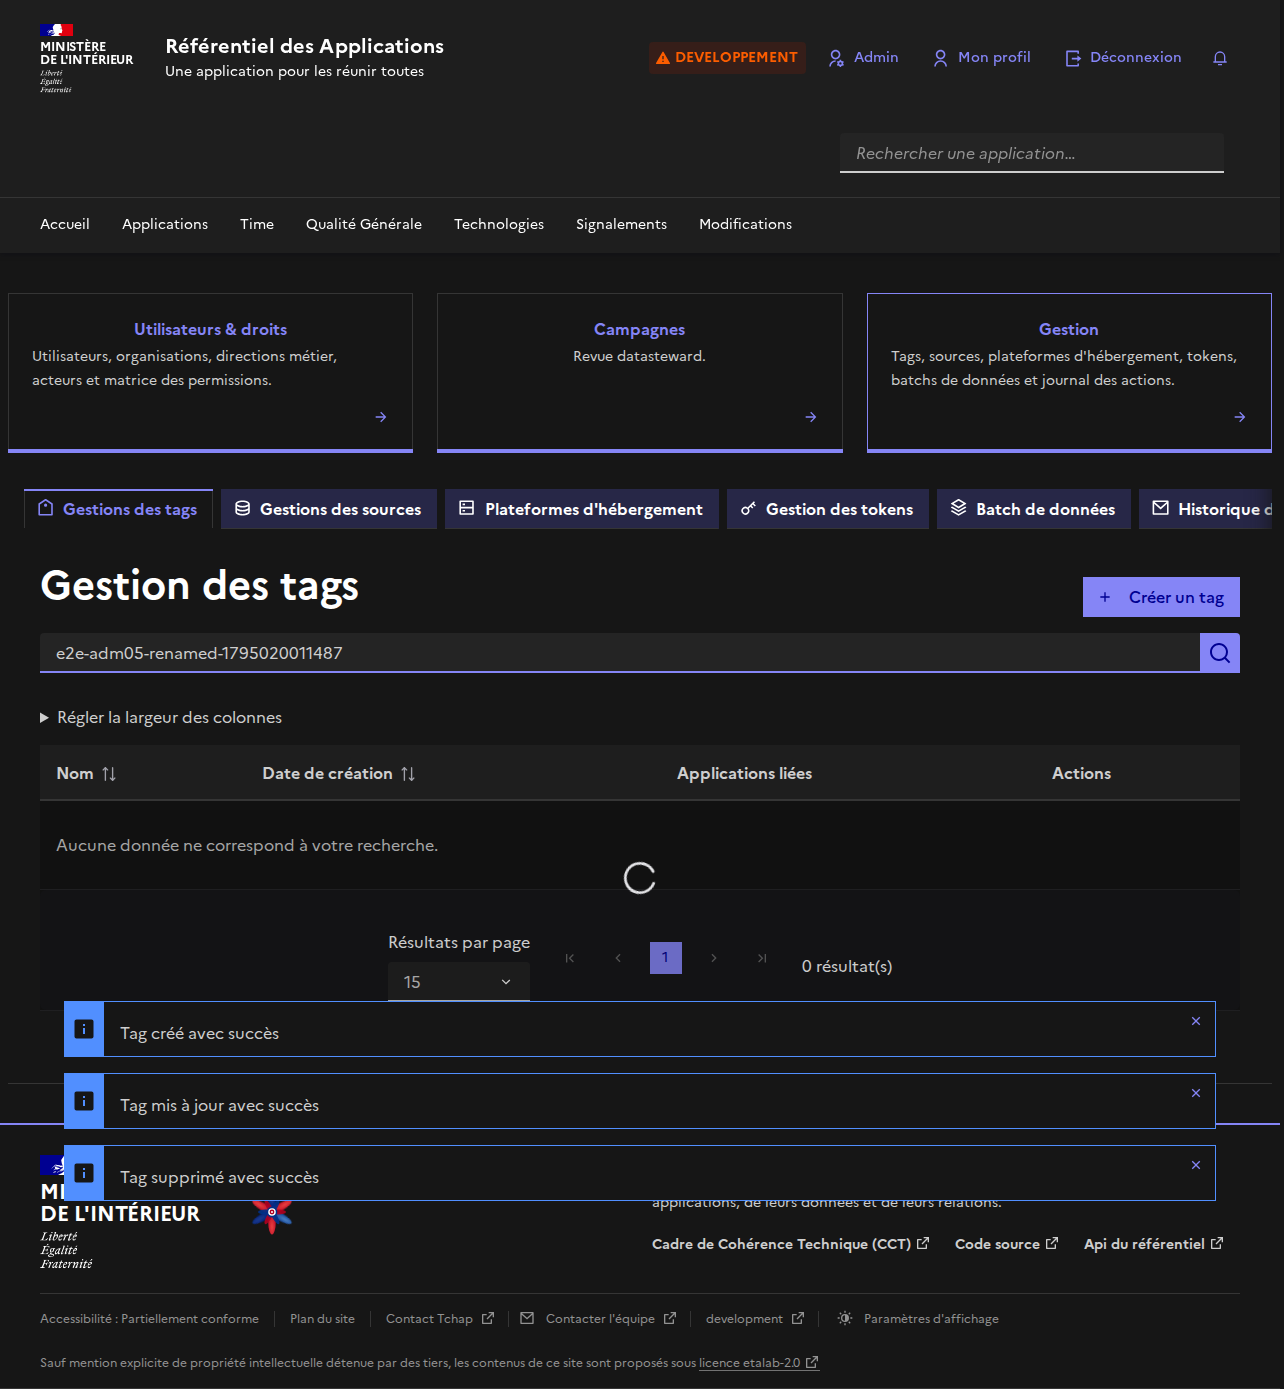 MINISTÈRE
DE L'INTÉRIEUR
Liberté
Égalité
Fraternité
Référentiel des Applications
Une application pour les réunir toutes
DEVELOPPEMENT
Admin
Mon profil
Déconnexion
Rechercher une application…
Accueil
Applications
Time
Qualité Générale
Technologies
Signalements
Modifications
Utilisateurs & droits
Utilisateurs, organisations, directions métier,
acteurs et matrice des permissions.
Campagnes
Revue datasteward.
Gestion
Tags, sources, plateformes d'hébergement, tokens,
batchs de données et journal des actions.
Gestions des tags
Gestions des sources
Plateformes d'hébergement
Gestion des tokens
Batch de données
Historique d
Gestion des tags
Créer un tag
e2e-adm05-renamed-1795020011487
Régler la largeur des colonnes
Nom
Date de création
Applications liées
Actions
Aucune donnée ne correspond à votre recherche.
Résultats par page
15
1
0 résultat(s)
Tag créé avec succès
Tag mis à jour avec succès
Tag supprimé avec succès
DE L'INTÉRIEUR
Liberté
Égalité
Fraternité
applications, de leurs données et de leurs relations.
Cadre de Cohérence Technique (CCT)
Code source
Api du référentiel
Accessibilité : Partiellement conforme
Plan du site
Contact Tchap
Contacter l'équipe
development
Paramètres d'affichage
Sauf mention explicite de propriété intellectuelle détenue par des tiers, les contenus de ce site sont proposés sous licence etalab-2.0